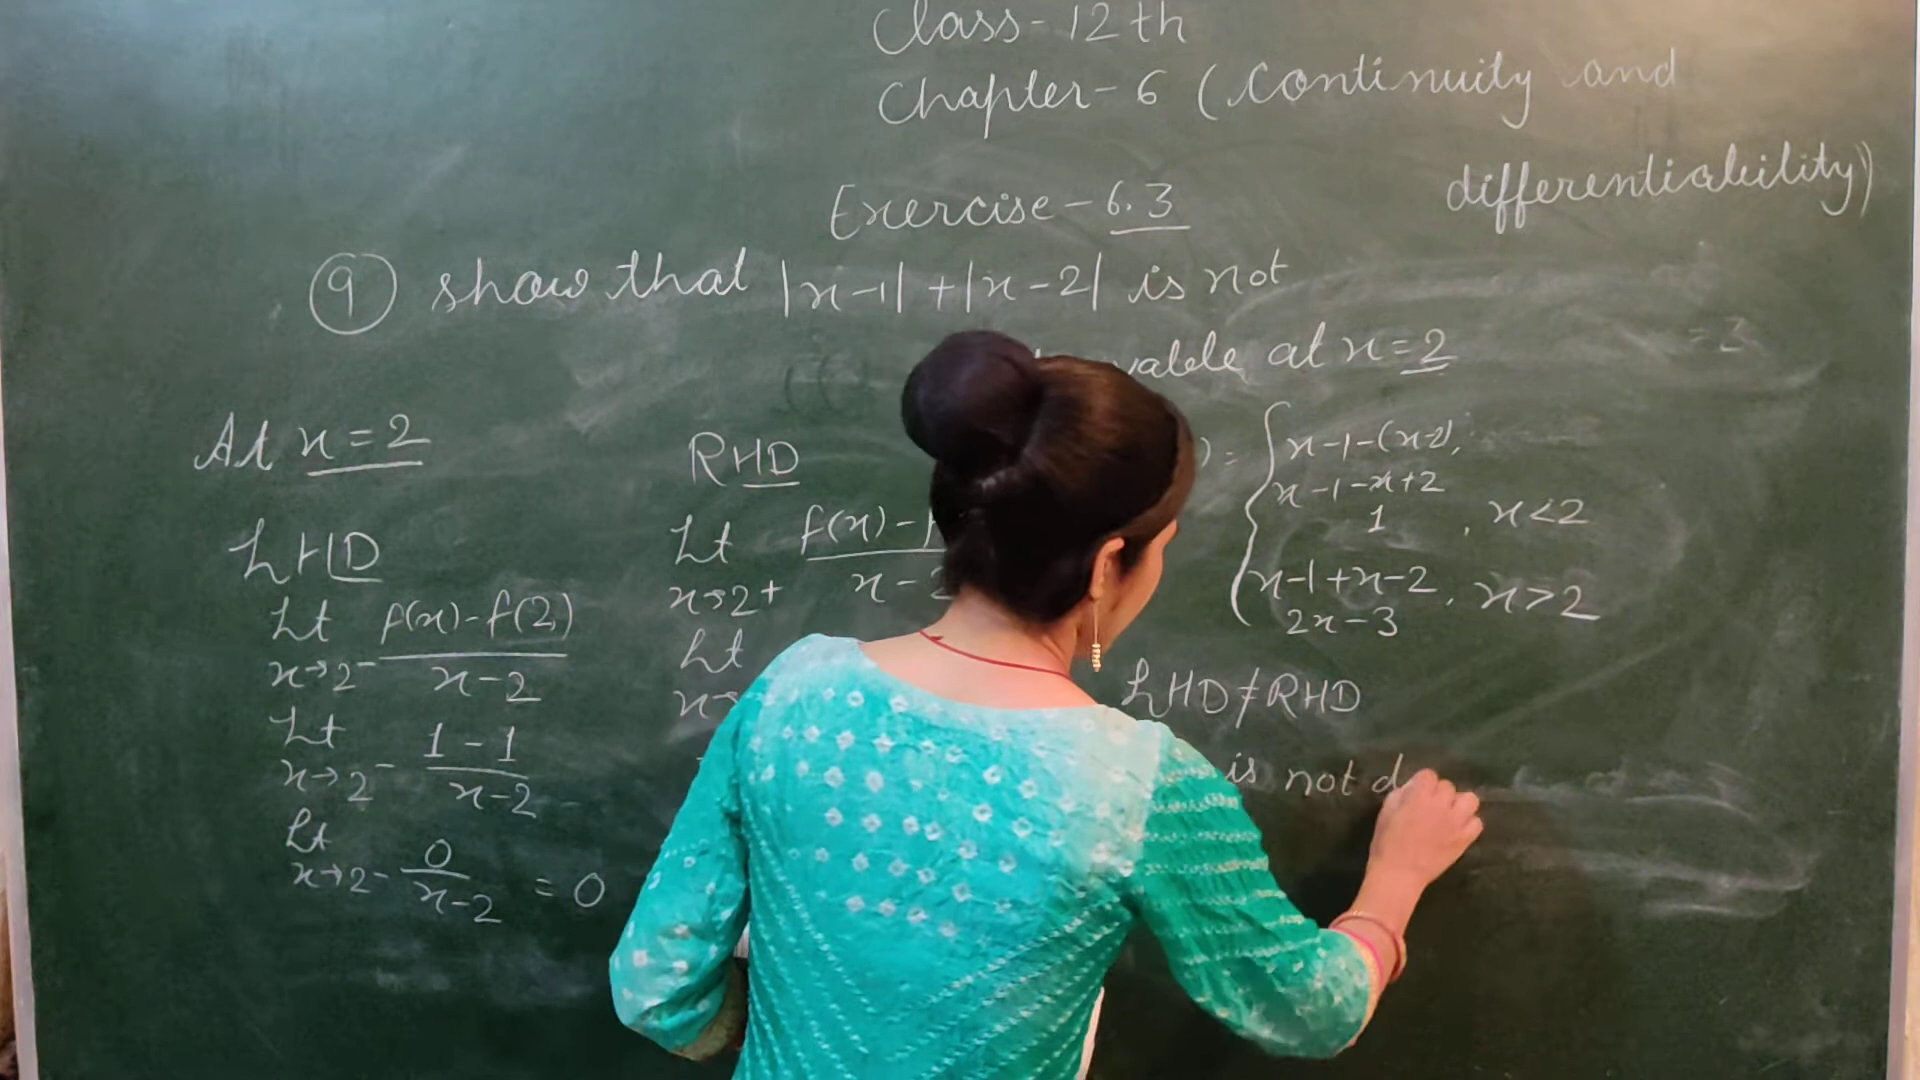 Class-12th
Chapter-6 (Continuity and
differentiability)
Exercise-6.3
9 show that |x-1|+|x-2| is not
at x=2
= 3
At x=2
LHD
Lt f(x)-f(2)
x→2- x-2
Lt 1-1
x→2- x-2
Lt
x→2- 0/x-2 = 0
RHD
Lt f(x)-
x→2+ x-2
Lt
x→
) = { x-1-(x-2),
x-1-x+2
1 , x<2
x-1+x-2, x>2
2x-3
LHD≠RHD
is not d